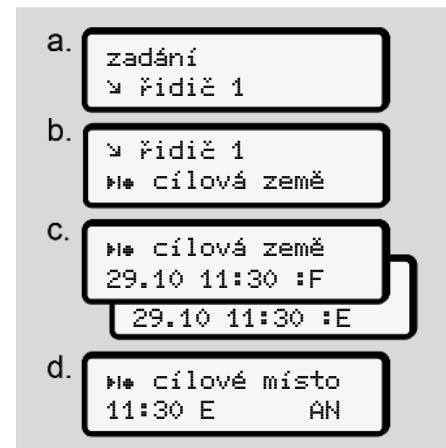 a.
zadání
↘ řidič 1
b.
↘ řidič 1
cílová země
c.
cílová země
29.10 11:30 :F
29.10 11:30 :E
d.
cílové místo
11:30 E AN